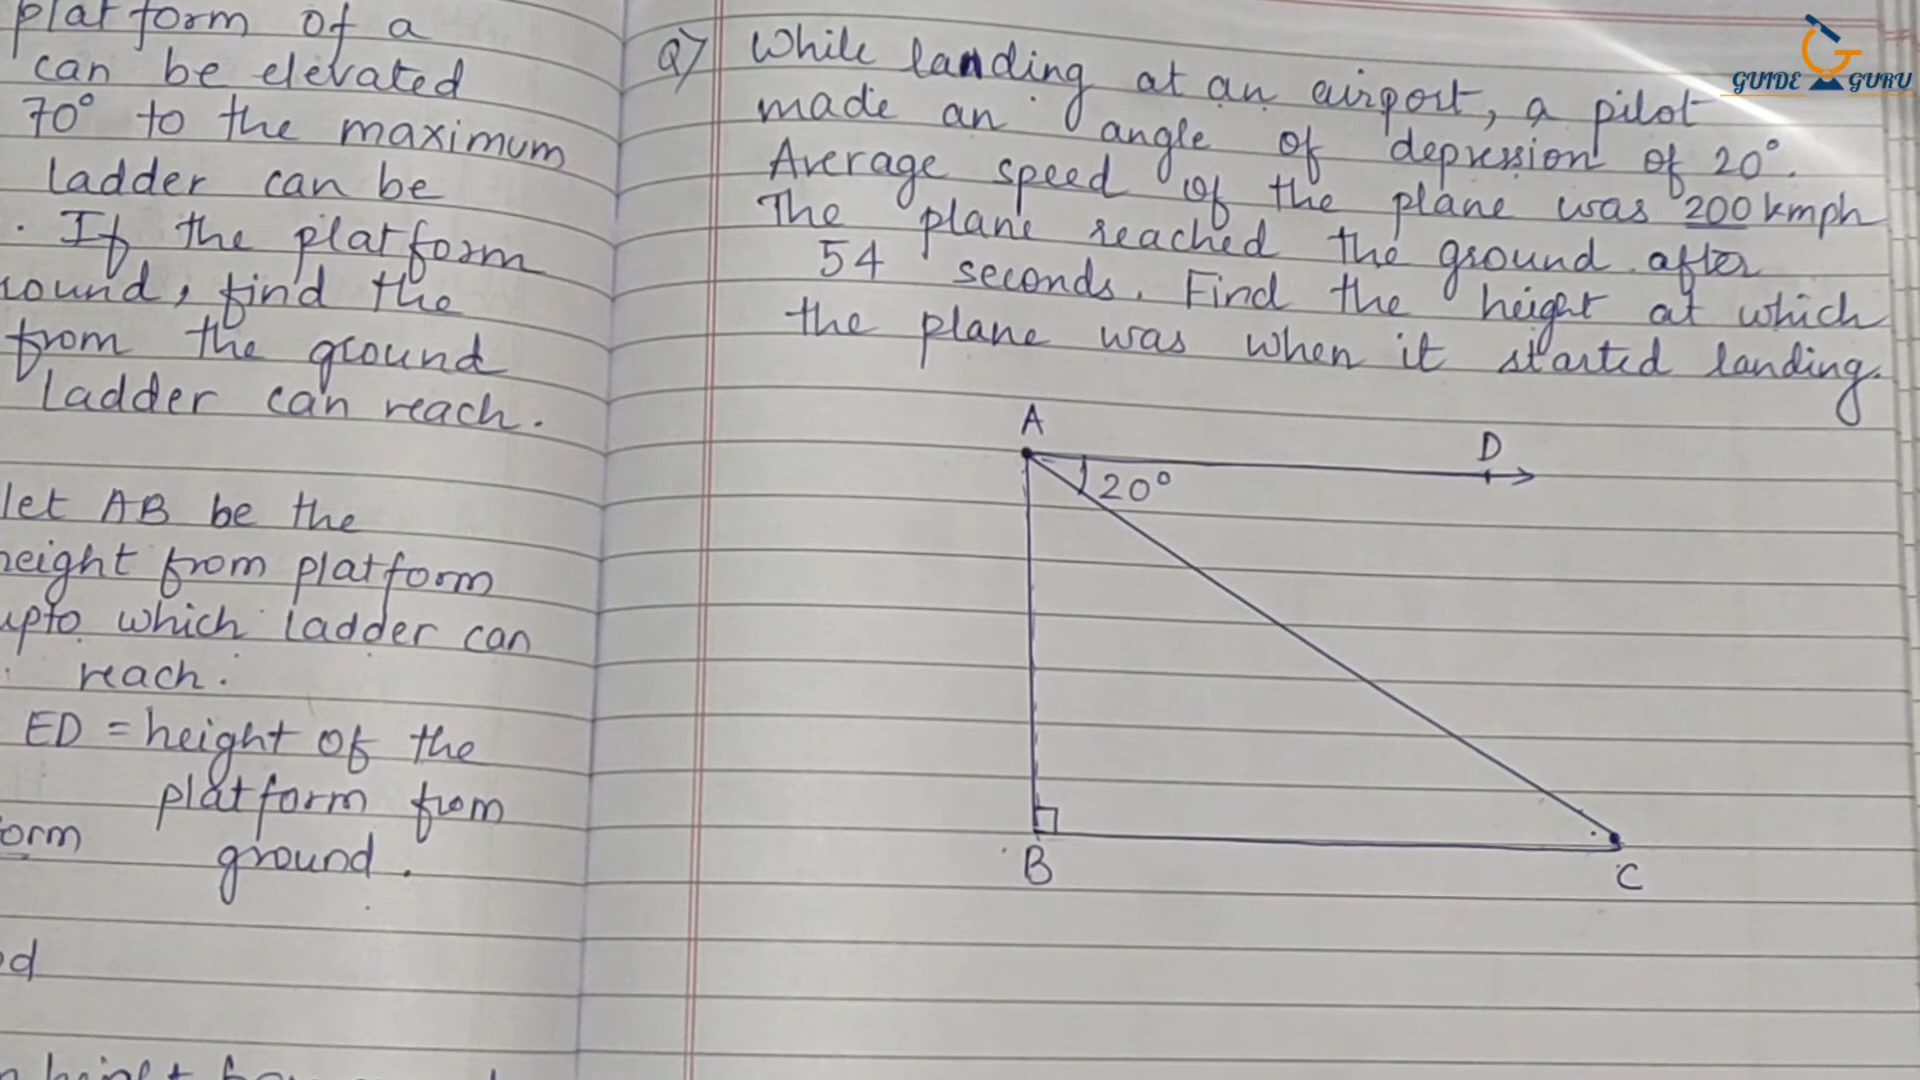 platform of a
can be elevated
70° to the maximum
ladder can be
. If the platform
find the
from the ground
ladder can reach.
let AB be the
height from platform
upto which ladder can
reach.
ED = height of the
platform from
ground.
Q7 While landing at an airport, a pilot
made an angle of depression of 20°.
Average speed of the plane was 200 kmph
The plane reached the ground after
54 seconds. Find the height at which
the plane was when it started landing.
A
D
20°
B
C
GUIDE GURU